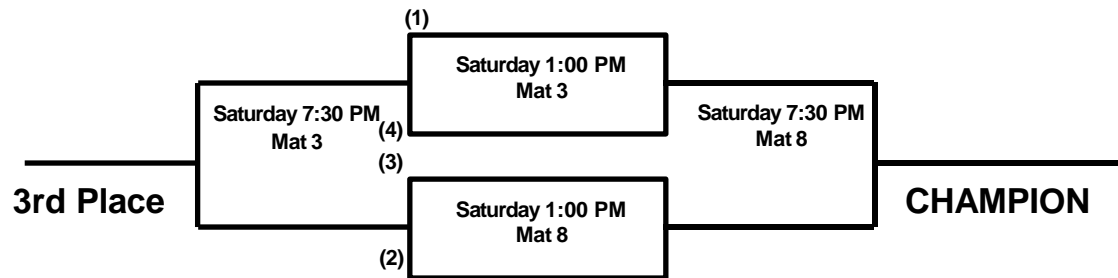 (1)
Saturday 1:00 PM
Mat 3
Saturday 7:30 PM
Mat 3
(4)
Saturday 7:30 PM
Mat 8
(3)
3rd Place
CHAMPION
Saturday 1:00 PM
Mat 8
(2)